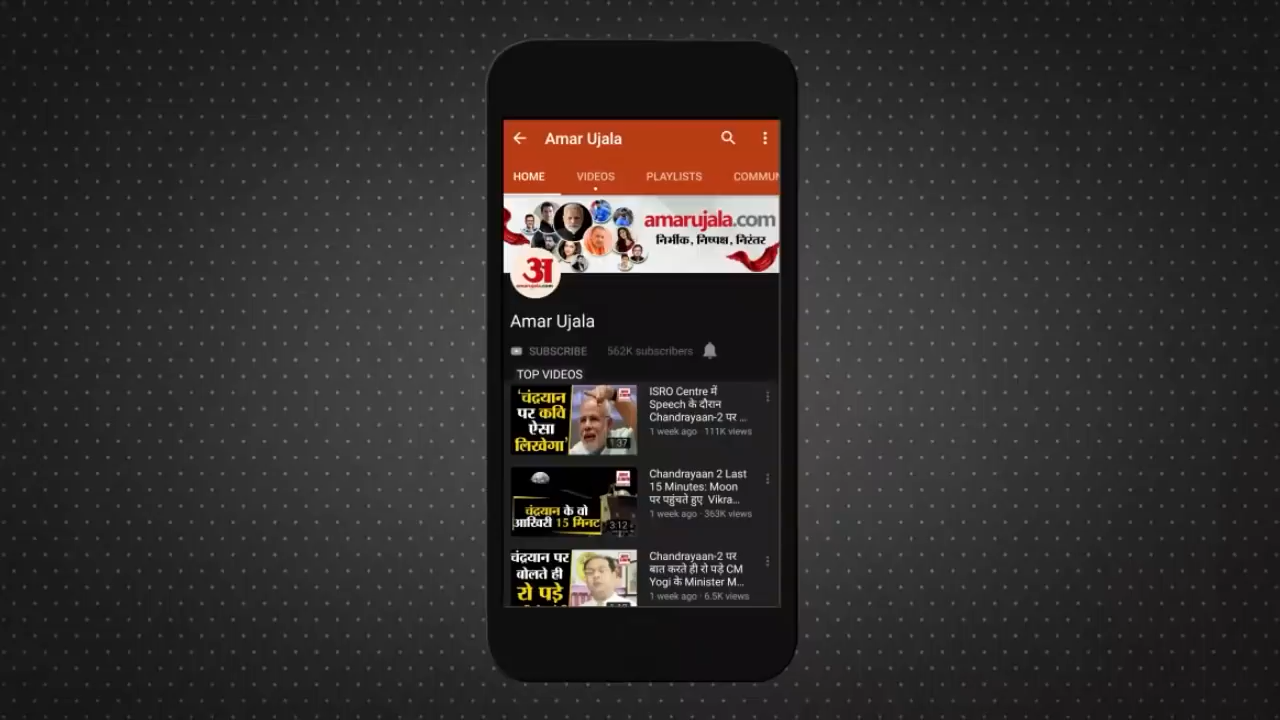 Amar Ujala
HOME VIDEOS PLAYLISTS COMMUN
amarujala.com
निर्भीक, निष्पक्ष, निरंतर
अ
amarujala.com
Amar Ujala
SUBSCRIBE 562K subscribers
TOP VIDEOS
'चंद्रयान
पर कवि
ऐसा
लिखेगा'
1:37
ISRO Centre में
Speech के दौरान
Chandrayaan-2 पर ...
1 week ago · 111K views
चंद्रयान के वो
आखिरी 15 मिनट
3:12
Chandrayaan 2 Last
15 Minutes: Moon
पर पहुंचते हुए Vikra...
1 week ago · 363K views
चंद्रयान पर
बोलते ही
रो पड़े
Chandrayaan-2 पर
बात करते ही रो पड़े CM
Yogi के Minister M...
1 week ago · 6.5K views